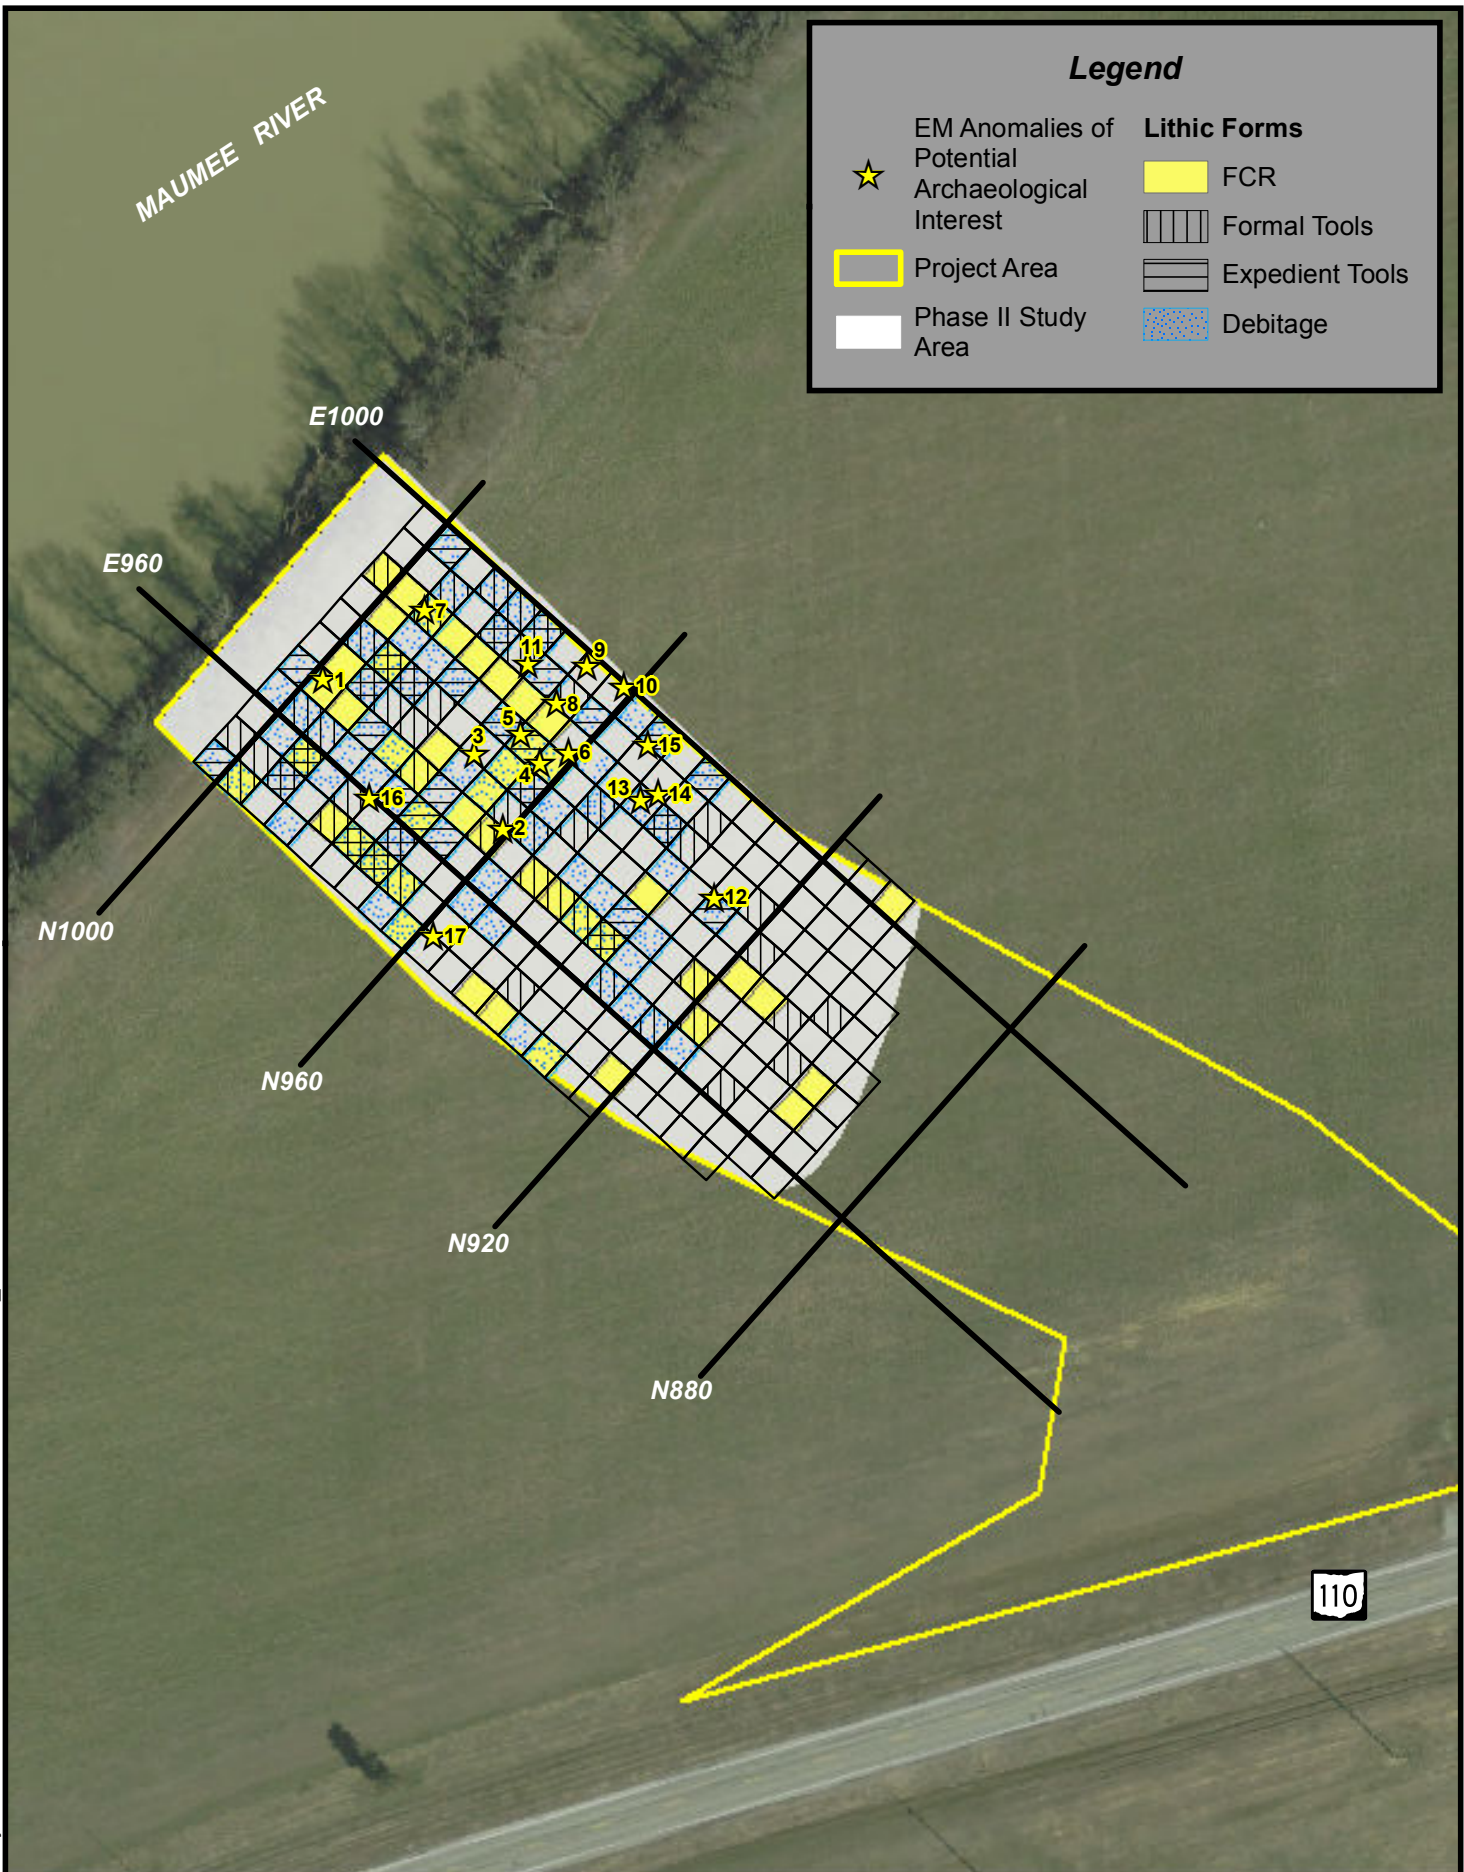 MAUMEE RIVER
Legend
EM Anomalies of
Potential
Archaeological
Interest
Project Area
Phase II Study
Area
Lithic Forms
FCR
Formal Tools
Expedient Tools
Debitage
E1000
E960
7
11
9
1
10
8
5
3
6
15
4
16
13
14
2
12
N1000
17
N960
N920
N880
110